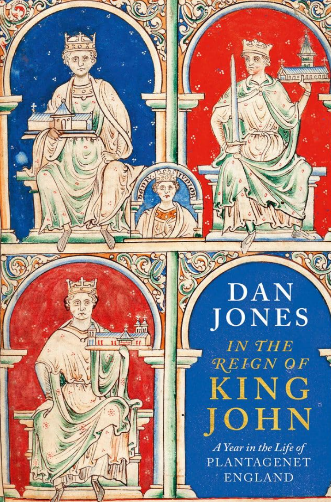 DAN
JONES
IN THE
REIGN OF
KING
JOHN
A Year in the Life of
PLANTAGENET
ENGLAND